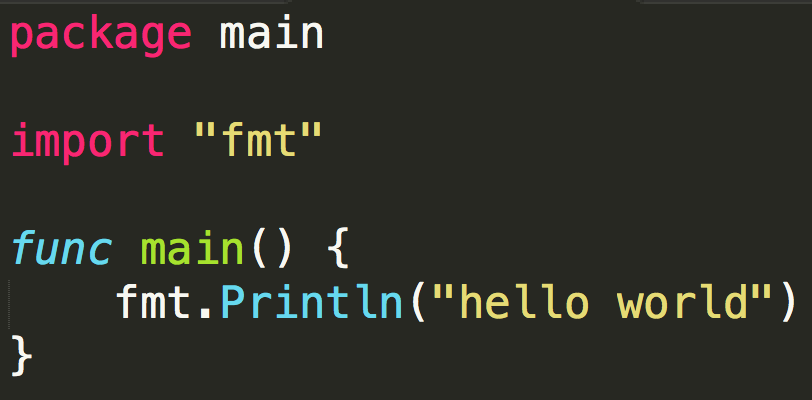 package main
import "fmt"
func main() {
    fmt.Println("hello world")
}